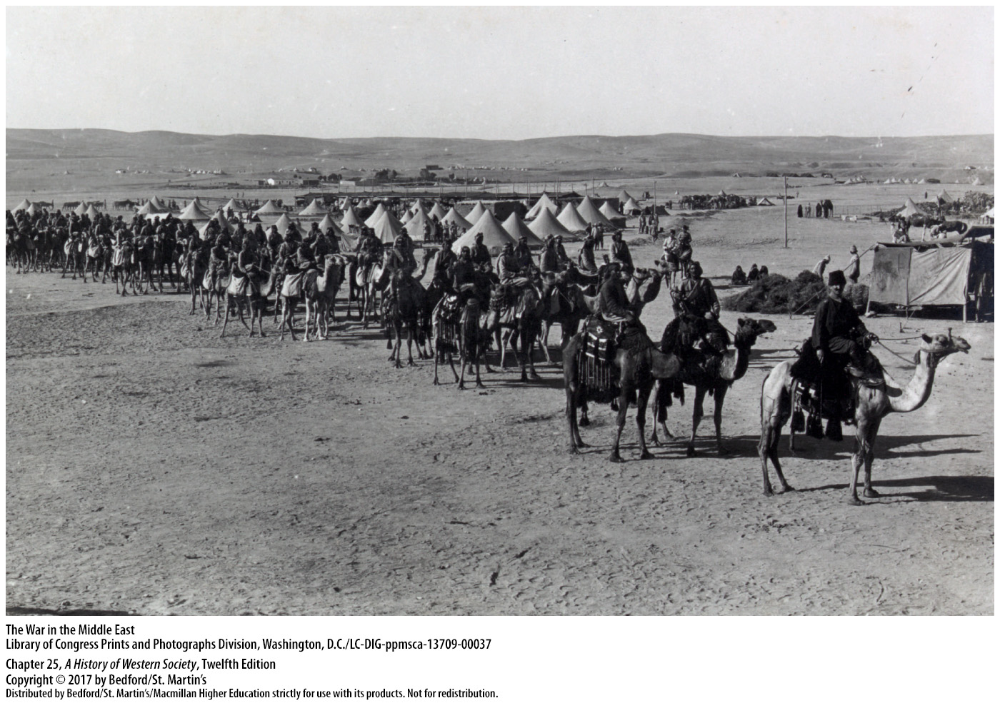 The War in the Middle East
Library of Congress Prints and Photographs Division, Washington, D.C./LC-DIG-ppmsca-13709-00037
Chapter 25, A History of Western Society, Twelfth Edition
Copyright © 2017 by Bedford/St. Martin’s
Distributed by Bedford/St. Martin’s/Macmillan Higher Education strictly for use with its products. Not for redistribution.